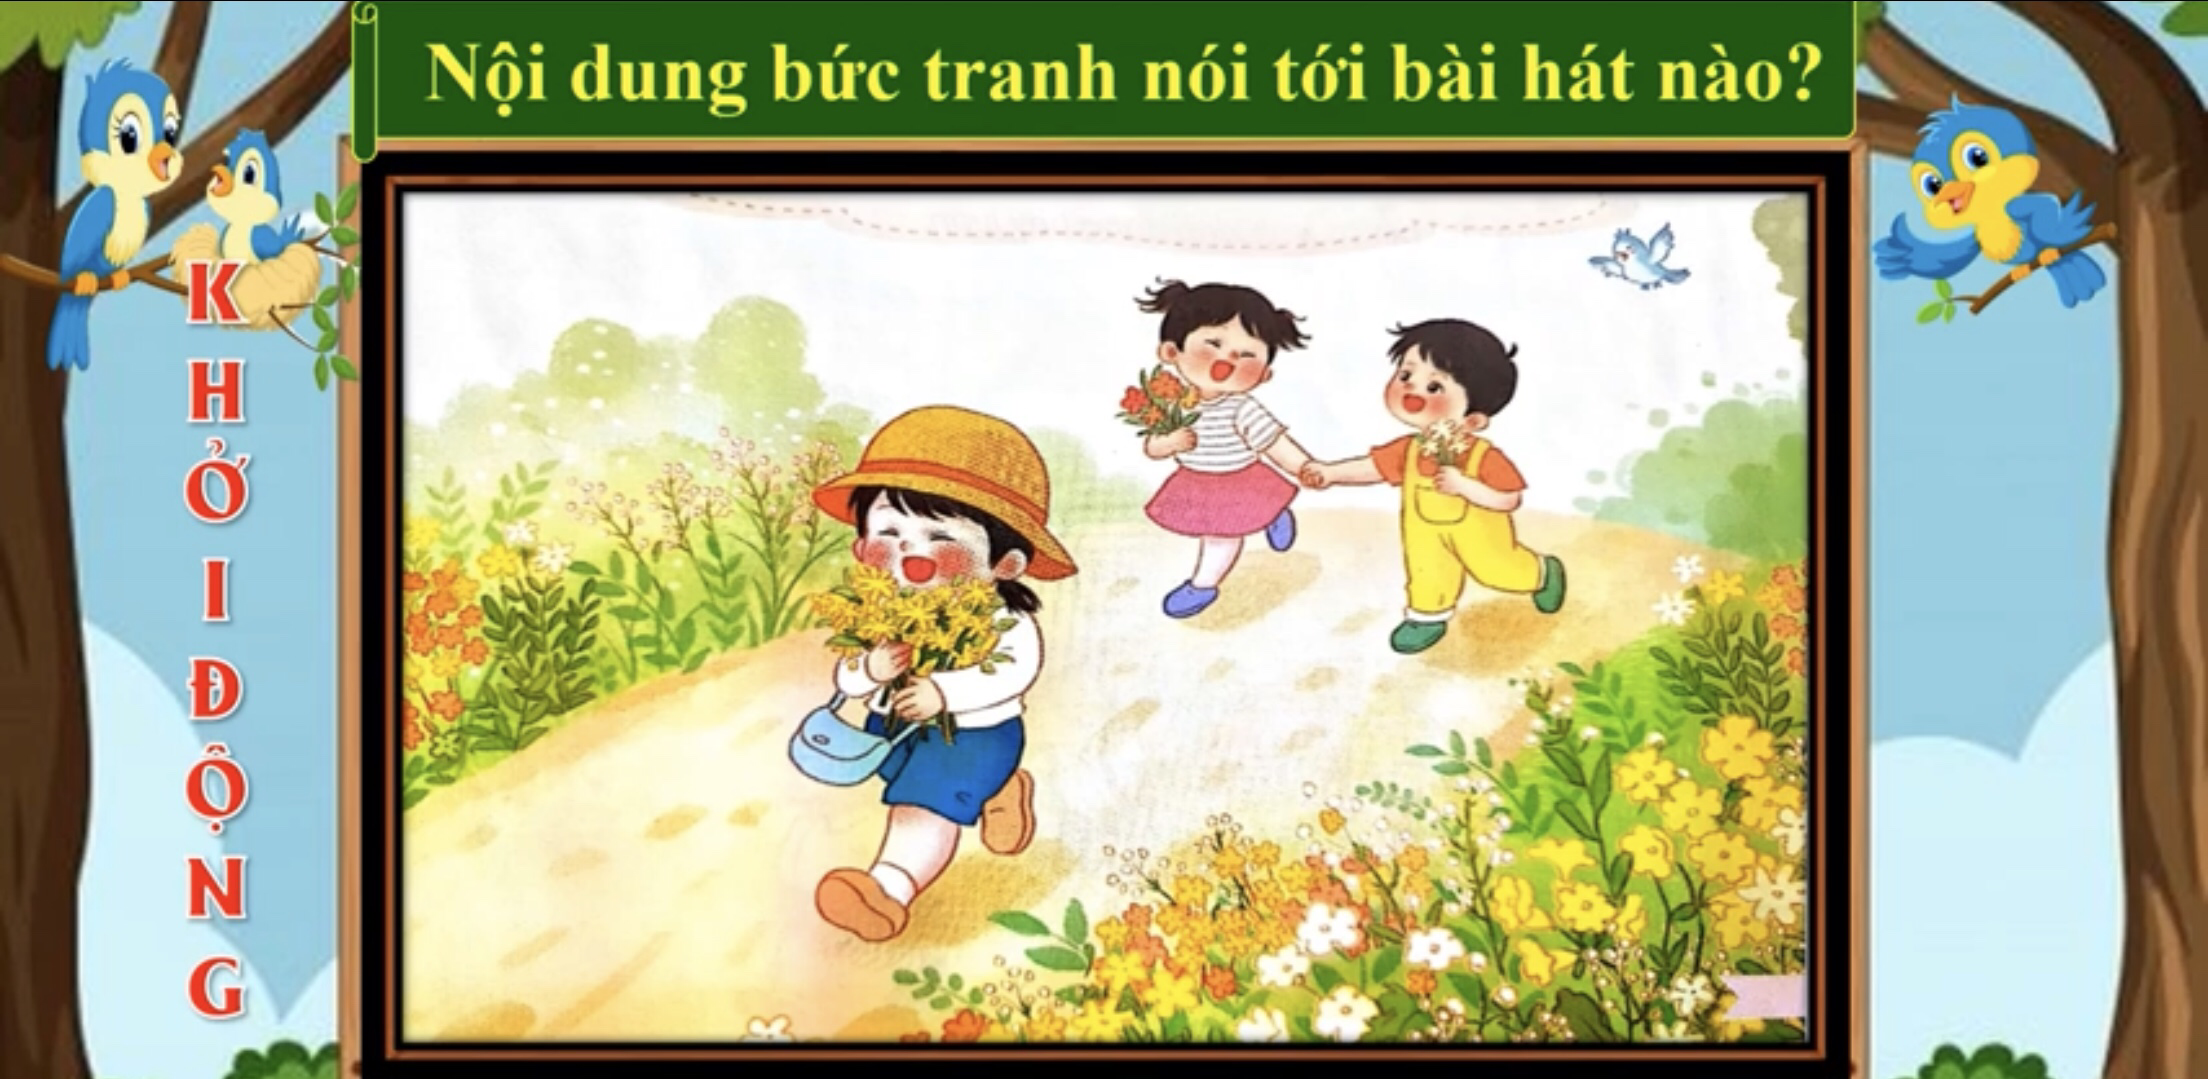 Nội dung bức tranh nói tới bài hát nào?
KHỞI ĐỘNG